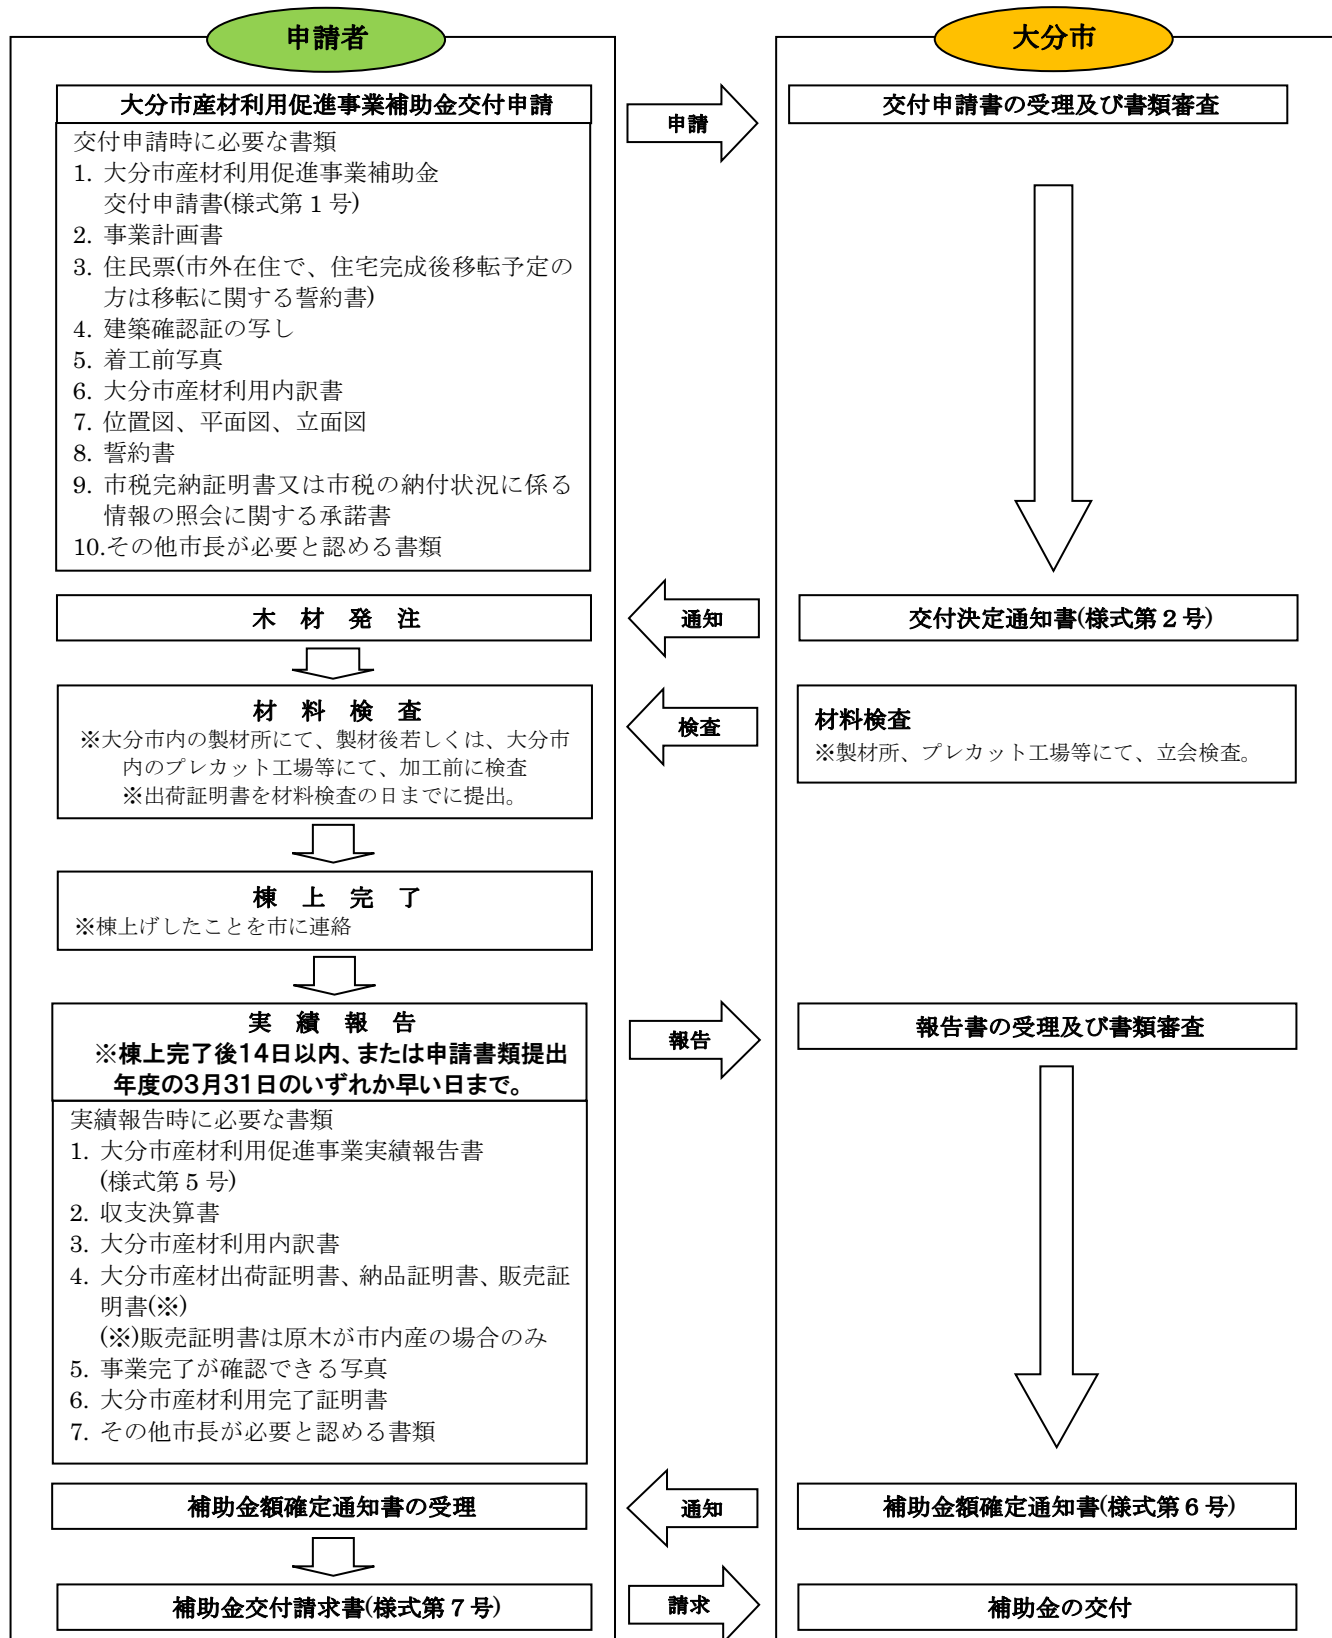 申請者
大分市
大分市産材利用促進事業補助金交付申請
申請
交付申請書の受理及び書類審査
交付申請時に必要な書類
1. 大分市産材利用促進事業補助金
交付申請書(様式第 1 号)
2. 事業計画書
3. 住民票(市外在住で、住宅完成後移転予定の
方は移転に関する誓約書)
4. 建築確認証の写し
5. 着工前写真
6. 大分市産材利用内訳書
7. 位置図、平面図、立面図
8. 誓約書
9. 市税完納証明書又は市税の納付状況に係る
情報の照会に関する承諾書
10.その他市長が必要と認める書類
木 材 発 注
通知
交付決定通知書(様式第 2 号)
材 料 検 査
※大分市内の製材所にて、製材後若しくは、大分市
内のプレカット工場等にて、加工前に検査
※出荷証明書を材料検査の日までに提出。
検査
材料検査
※製材所、プレカット工場等にて、立会検査。
棟 上 完 了
※棟上げしたことを市に連絡
実 績 報 告
※棟上完了後14日以内、または申請書類提出
年度の3月31日のいずれか早い日まで。
報告
報告書の受理及び書類審査
実績報告時に必要な書類
1. 大分市産材利用促進事業実績報告書
(様式第 5 号)
2. 収支決算書
3. 大分市産材利用内訳書
4. 大分市産材出荷証明書、納品証明書、販売証
明書(※)
(※)販売証明書は原木が市内産の場合のみ
5. 事業完了が確認できる写真
6. 大分市産材利用完了証明書
7. その他市長が必要と認める書類
補助金額確定通知書の受理
通知
補助金額確定通知書(様式第 6 号)
補助金交付請求書(様式第 7 号)
請求
補助金の交付